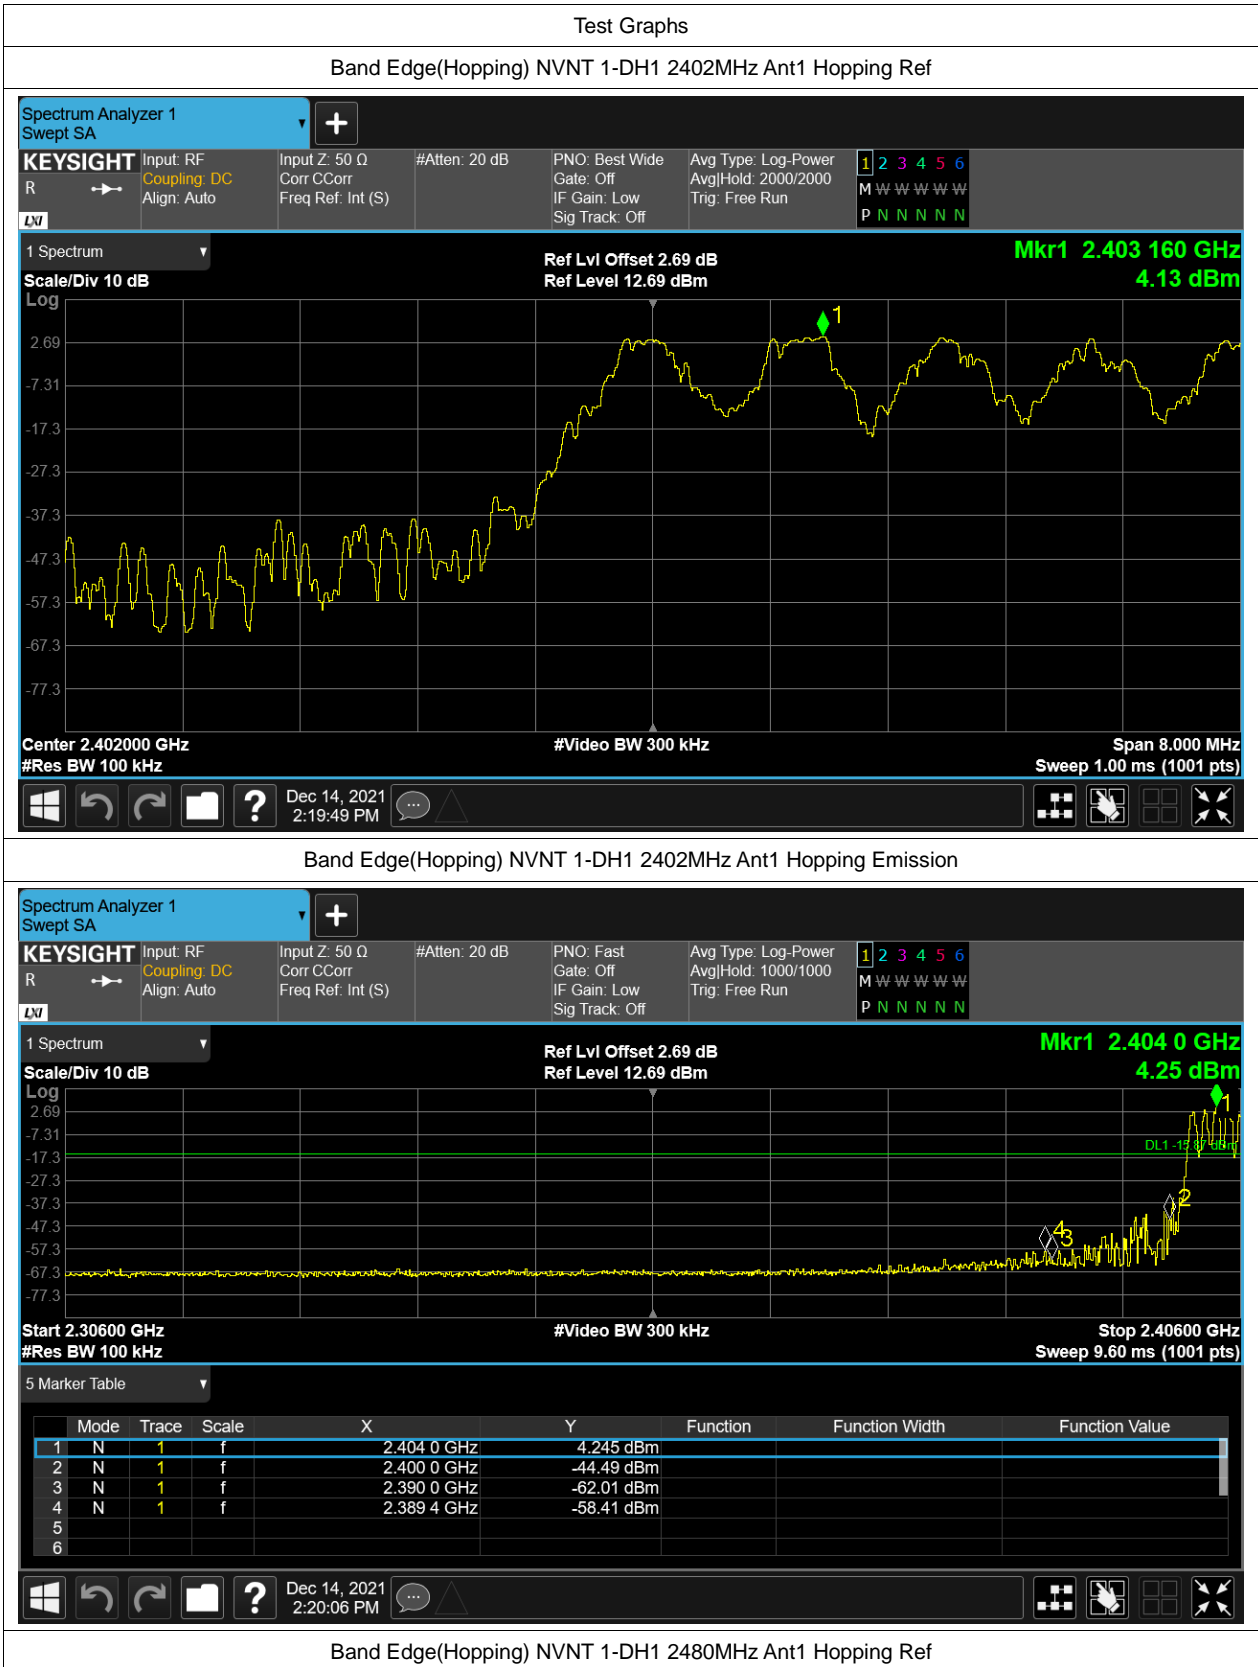 Test Graphs
Band Edge(Hopping) NVNT 1-DH1 2402MHz Ant1 Hopping Ref
Spectrum Analyzer 1
Swept SA
KEYSIGHT Input: RF Input Z: 50 Ω #Atten: 20 dB PNO: Best Wide Avg Type: Log-Power 1 2 3 4 5 6
R Coupling: DC Corr CCorr Gate: Off Avg|Hold: 2000/2000 M W W W W W
Align: Auto Freq Ref: Int (S) IF Gain: Low Trig: Free Run
LXI Sig Track: Off P N N N N N
1 Spectrum Ref Lvl Offset 2.69 dB Mkr1 2.403 160 GHz
Scale/Div 10 dB Ref Level 12.69 dBm 4.13 dBm
Log
1
2.69
-7.31
-17.3
-27.3
-37.3
-47.3
-57.3
-67.3
-77.3
Center 2.402000 GHz #Video BW 300 kHz Span 8.000 MHz
#Res BW 100 kHz Sweep 1.00 ms (1001 pts)
? Dec 14, 2021
2:19:49 PM
Band Edge(Hopping) NVNT 1-DH1 2402MHz Ant1 Hopping Emission
Spectrum Analyzer 1
Swept SA
KEYSIGHT Input: RF Input Z: 50 Ω #Atten: 20 dB PNO: Fast Avg Type: Log-Power 1 2 3 4 5 6
R Coupling: DC Corr CCorr Gate: Off Avg|Hold: 1000/1000 M W W W W W
Align: Auto Freq Ref: Int (S) IF Gain: Low Trig: Free Run
LXI Sig Track: Off P N N N N N
1 Spectrum Ref Lvl Offset 2.69 dB Mkr1 2.404 0 GHz
Scale/Div 10 dB Ref Level 12.69 dBm 4.25 dBm
Log
1
2.69
-7.31
DL1 -15.87 dBm
-17.3
-27.3
-37.3
2
-47.3
4 3
-57.3
-67.3
-77.3
Start 2.30600 GHz #Video BW 300 kHz Stop 2.40600 GHz
#Res BW 100 kHz Sweep 9.60 ms (1001 pts)
5 Marker Table
Mode Trace Scale X Y Function Function Width Function Value
1 N 1 f 2.404 0 GHz 4.245 dBm
2 N 1 f 2.400 0 GHz -44.49 dBm
3 N 1 f 2.390 0 GHz -62.01 dBm
4 N 1 f 2.389 4 GHz -58.41 dBm
5
6
? Dec 14, 2021
2:20:06 PM
Band Edge(Hopping) NVNT 1-DH1 2480MHz Ant1 Hopping Ref